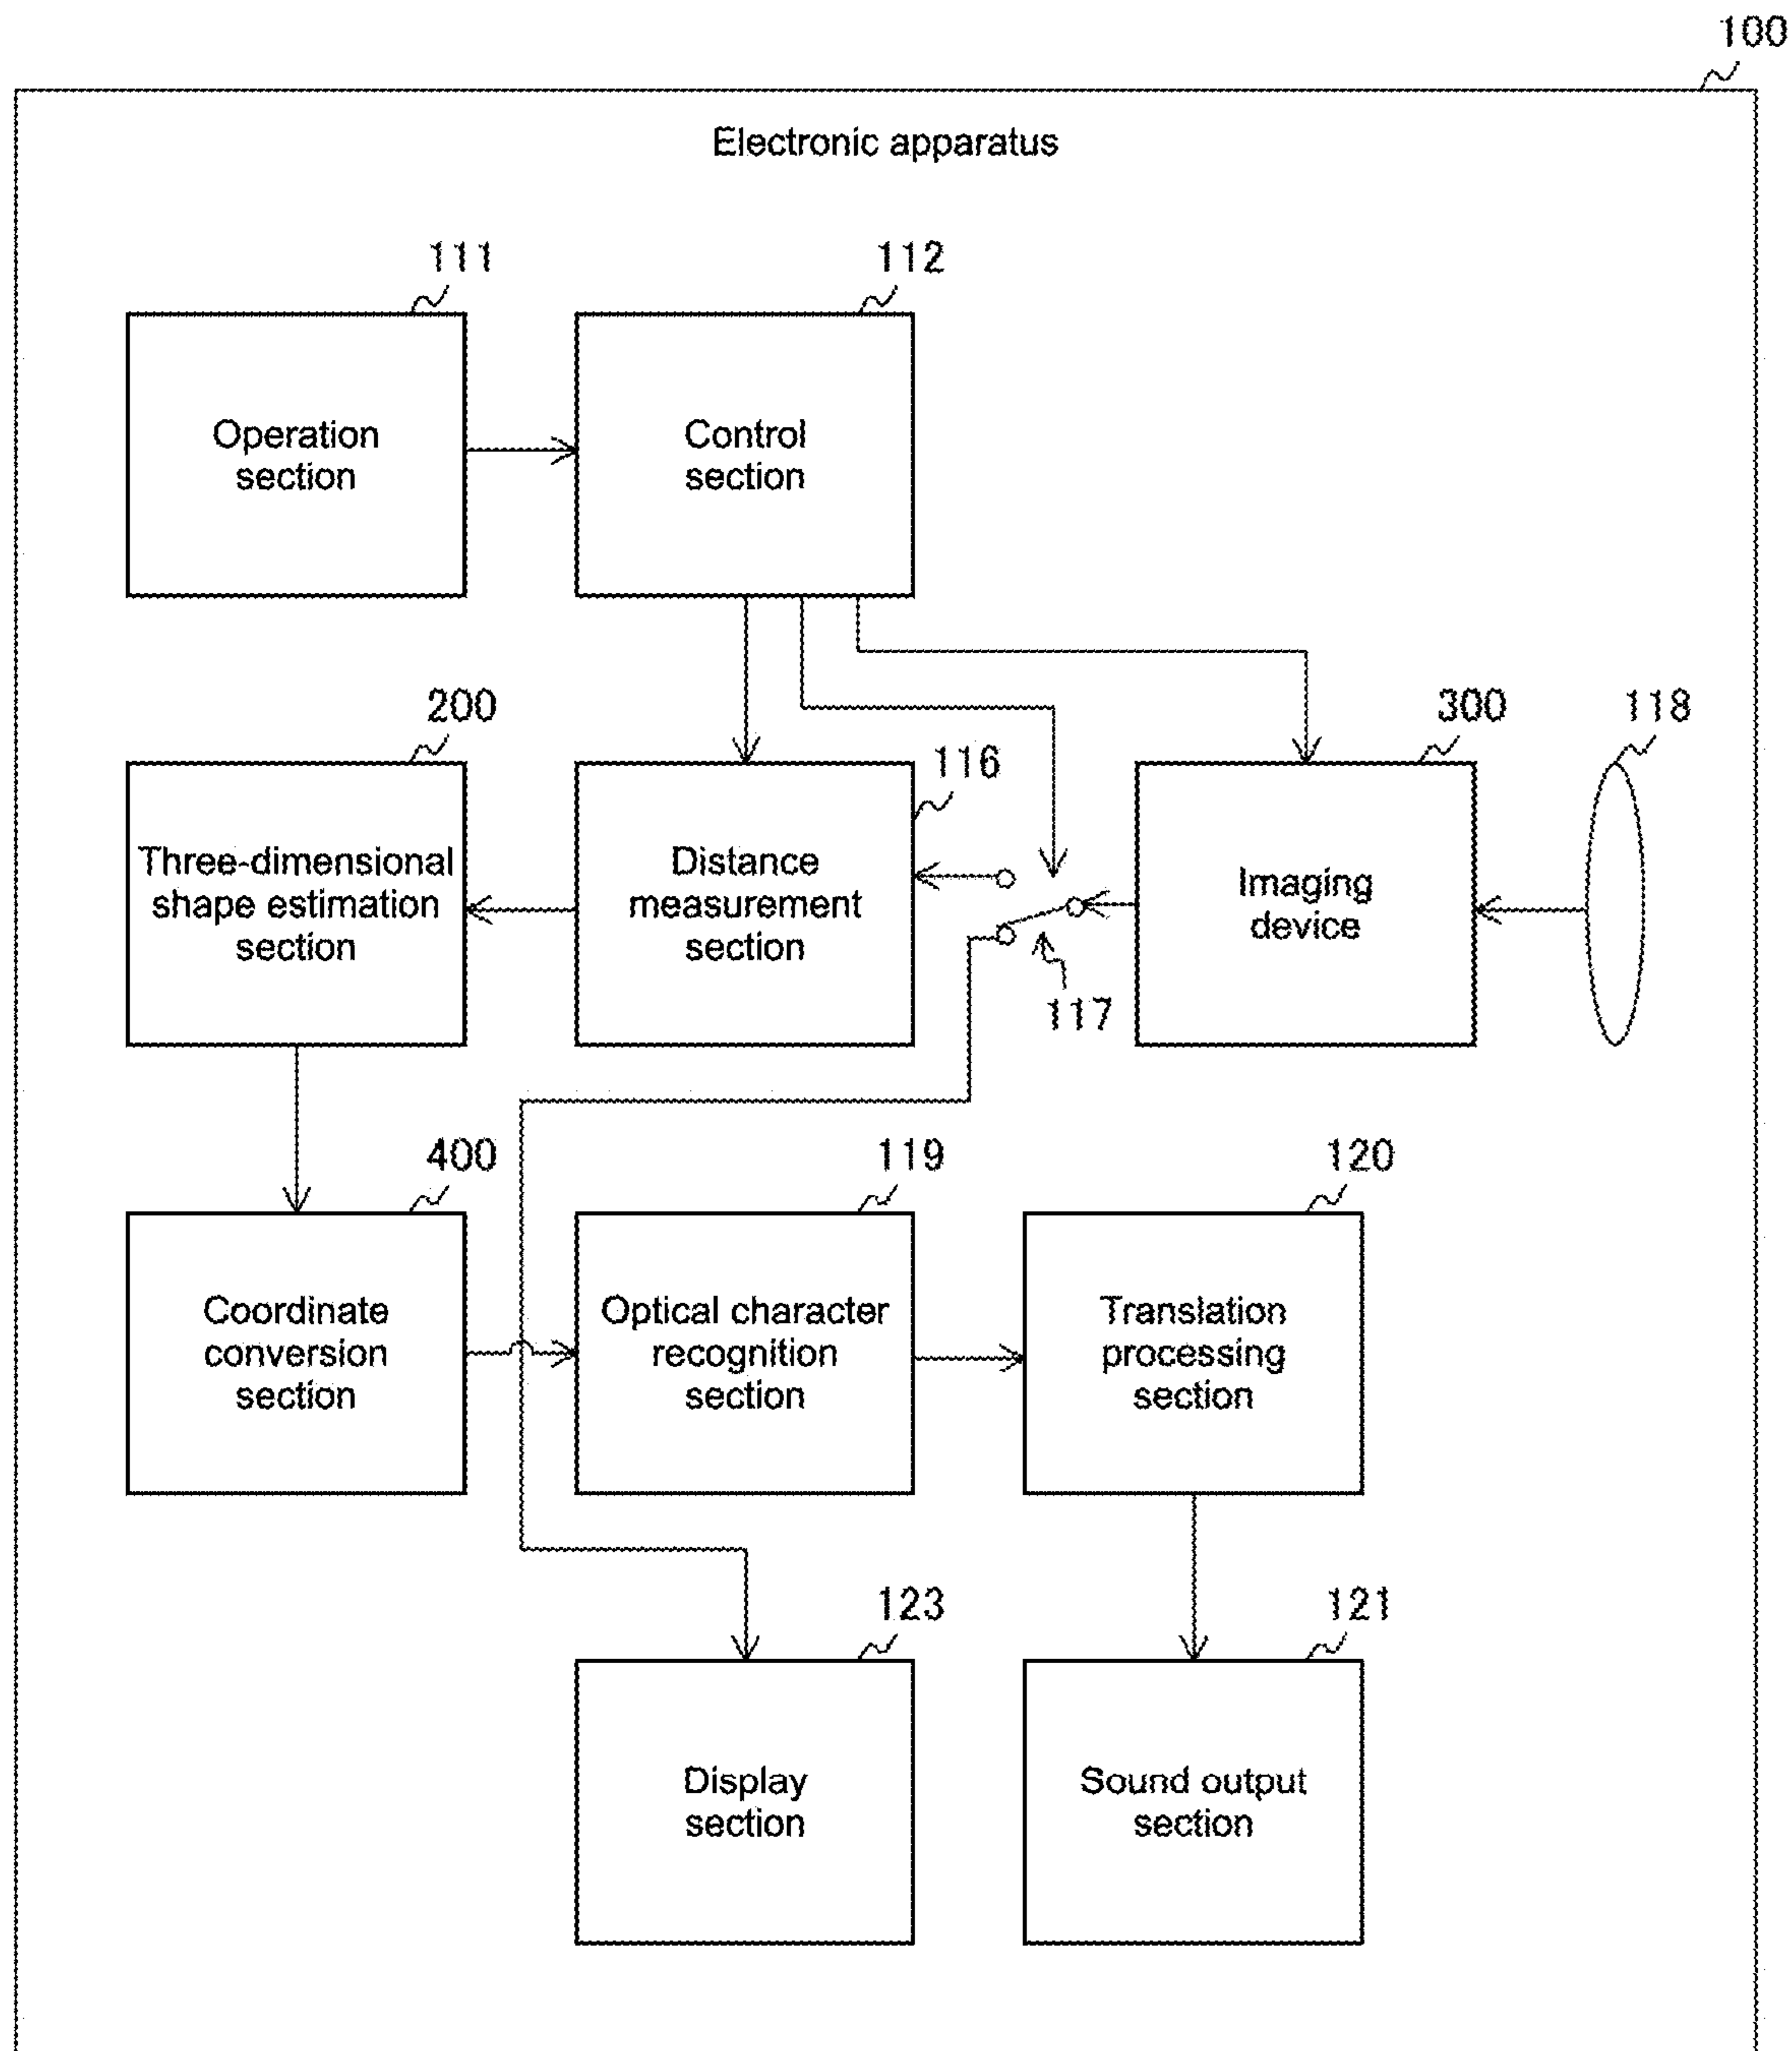 100
Electronic apparatus
111
112
Operation
section
Control
section
200
116
300
118
Three-dimensional
shape estimation
section
Distance
measurement
section
Imaging
device
117
400
119
120
Coordinate
conversion
section
Optical character
recognition
section
Translation
processing
section
123
121
Display
section
Sound output
section